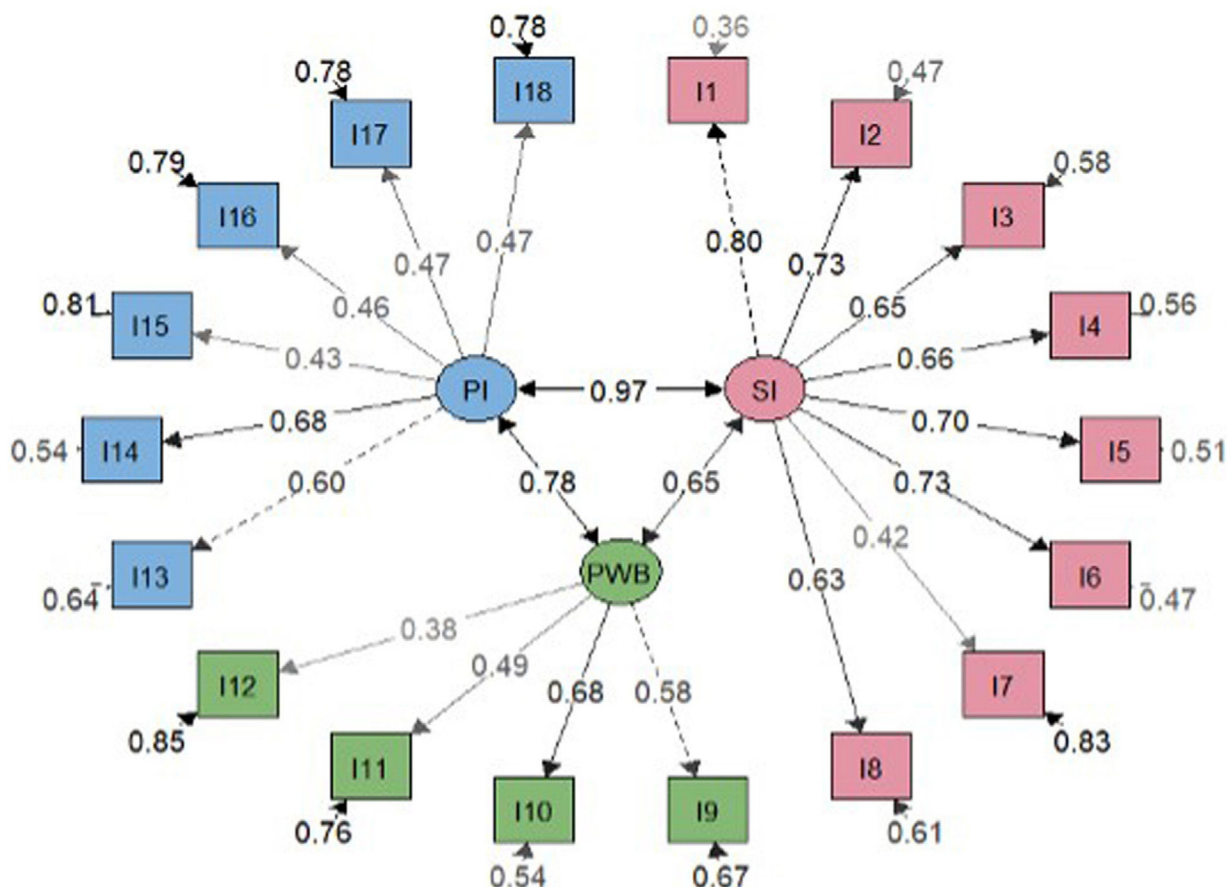 0.78 0.78 0.36 0.47
I18 I1
I17 I2
0.79 0.58
I16 I3
0.47 0.47 0.80 0.73
0.81 0.46 0.65 0.56
I15 I4
0.43 0.66
PI 0.97 SI
0.68 0.70
0.54 I14 I5 0.51
0.60 0.78 0.65 0.73
0.42
I13 PWB 0.63 I6
0.64 0.47
0.38
0.49
I12 0.68 0.58 I7
0.85 0.83
I11 I8
I10 I9
0.76 0.61
0.54 0.67